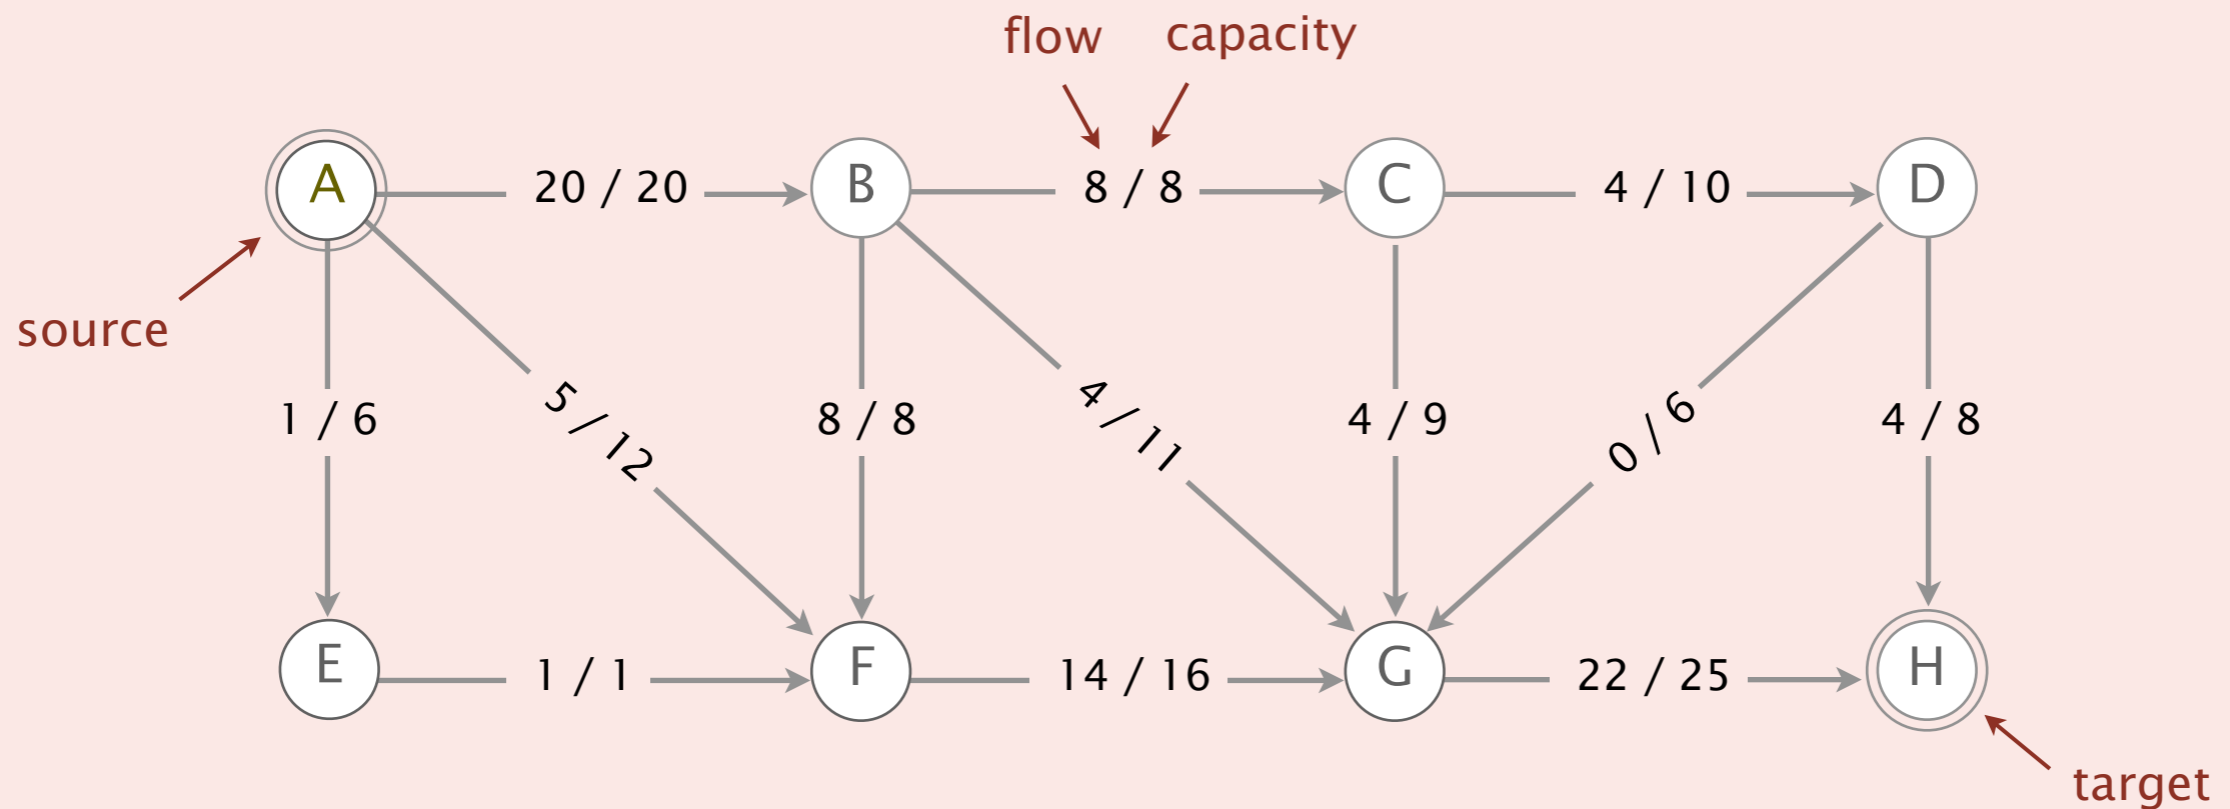 flow capacity
A 20 / 20 B 8 / 8 C 4 / 10 D
source
1 / 6 5 / 12 8 / 8 4 / 11 4 / 9 0 / 6 4 / 8
E 1 / 1 F 14 / 16 G 22 / 25 H
target